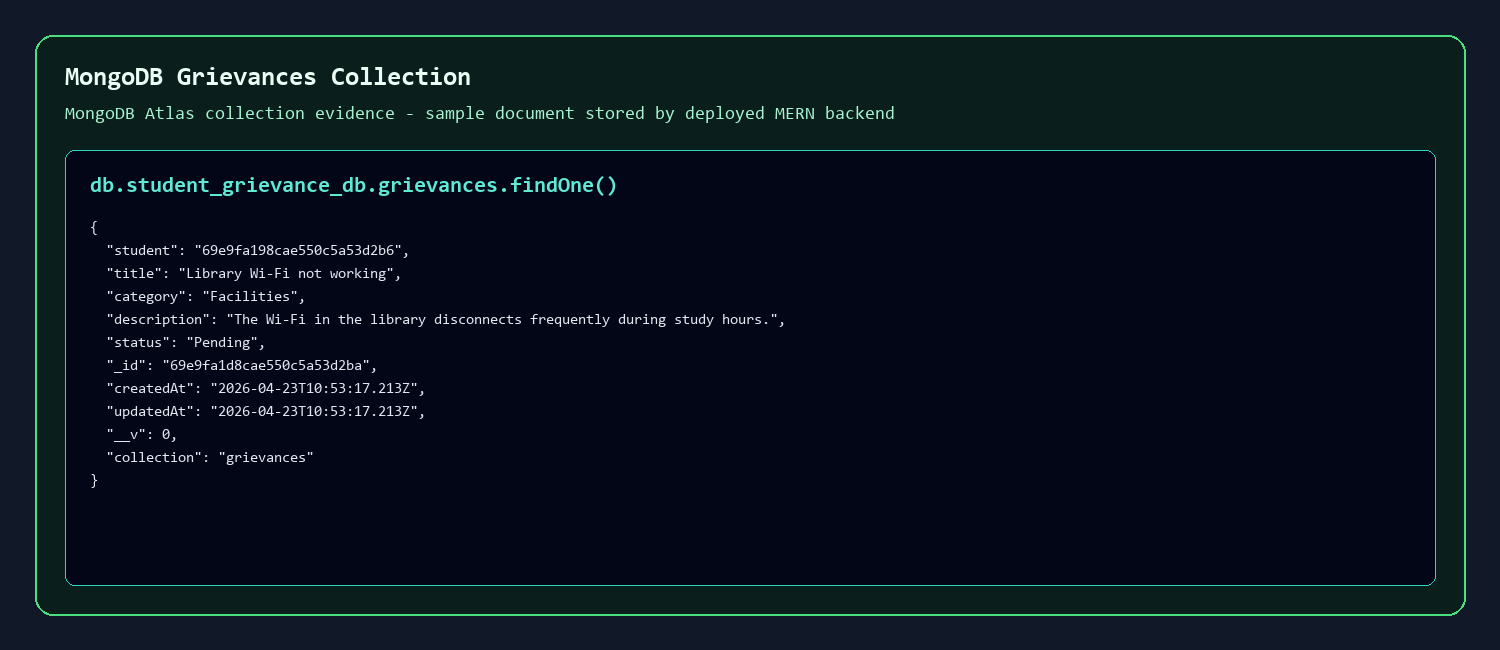 MongoDB Grievances Collection
MongoDB Atlas collection evidence - sample document stored by deployed MERN backend
db.student_grievance_db.grievances.findOne()
{
  "student": "69e9fa198cae550c5a53d2b6",
  "title": "Library Wi-Fi not working",
  "category": "Facilities",
  "description": "The Wi-Fi in the library disconnects frequently during study hours.",
  "status": "Pending",
  "_id": "69e9fa1d8cae550c5a53d2ba",
  "createdAt": "2026-04-23T10:53:17.213Z",
  "updatedAt": "2026-04-23T10:53:17.213Z",
  "__v": 0,
  "collection": "grievances"
}